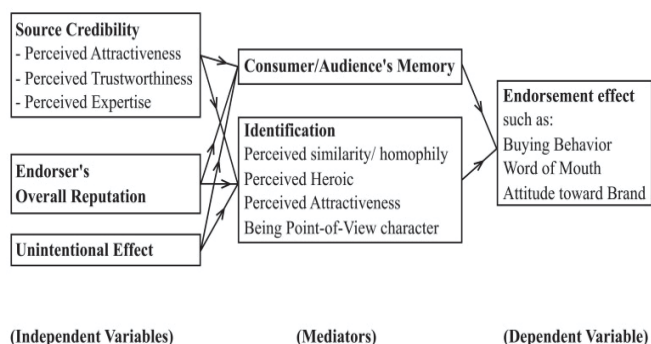 Source Credibility
- Perceived Attractiveness
- Perceived Trustworthiness
- Perceived Expertise
Endorser's
Overall Reputation
Unintentional Effect
Consumer/Audience's Memory
Identification
Perceived similarity/ homophily
Perceived Heroic
Perceived Attractiveness
Being Point-of-View character
Endorsement effect
such as:
Buying Behavior
Word of Mouth
Attitude toward Brand
(Independent Variables)
(Mediators)
(Dependent Variable)